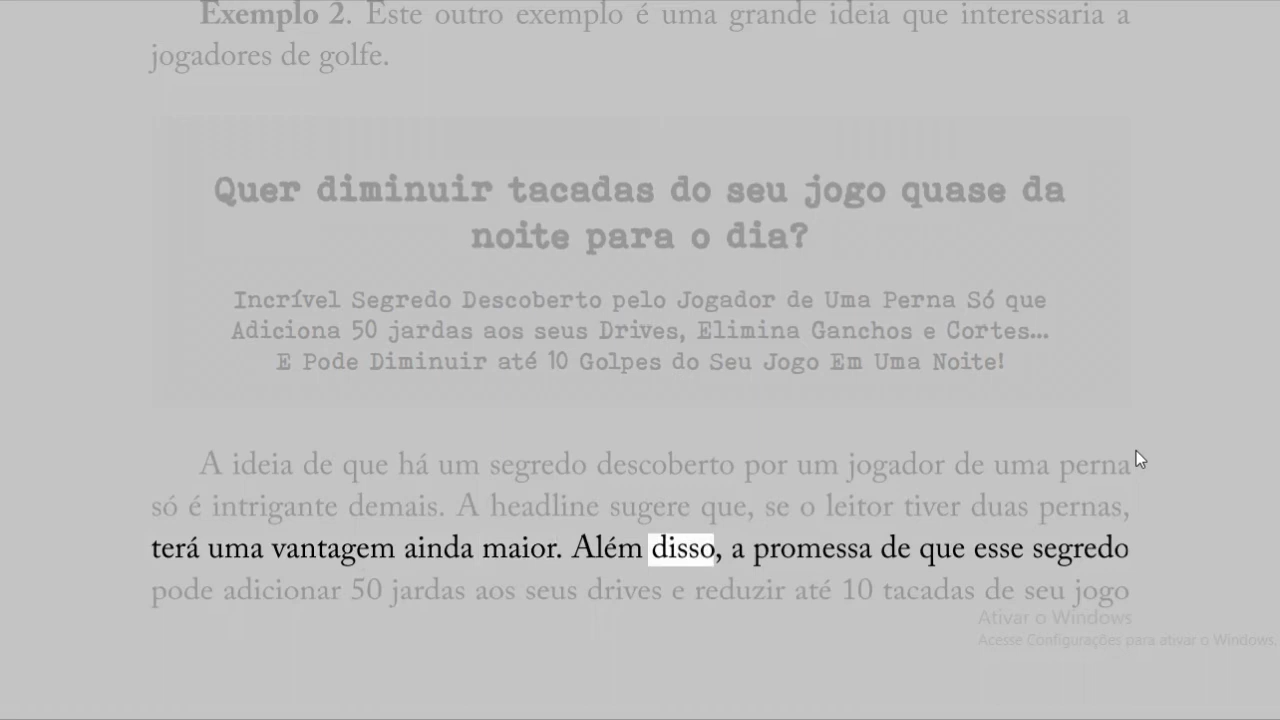 Exemplo 2. Este outro exemplo é uma grande ideia que interessaria a
jogadores de golfe.
Quer diminuir tacadas do seu jogo quase da
noite para o dia?
Incrível Segredo Descoberto pelo Jogador de Uma Perna Só que
Adiciona 50 jardas aos seus Drives, Elimina Ganchos e Cortes...
E Pode Diminuir até 10 Golpes do Seu Jogo Em Uma Noite!
A ideia de que há um segredo descoberto por um jogador de uma perna
só é intrigante demais. A headline sugere que, se o leitor tiver duas pernas,
terá uma vantagem ainda maior. Além disso, a promessa de que esse segredo
pode adicionar 50 jardas aos seus drives e reduzir até 10 tacadas de seu jogo
Ativar o Windows
Acesse Configurações para ativar o Windows.